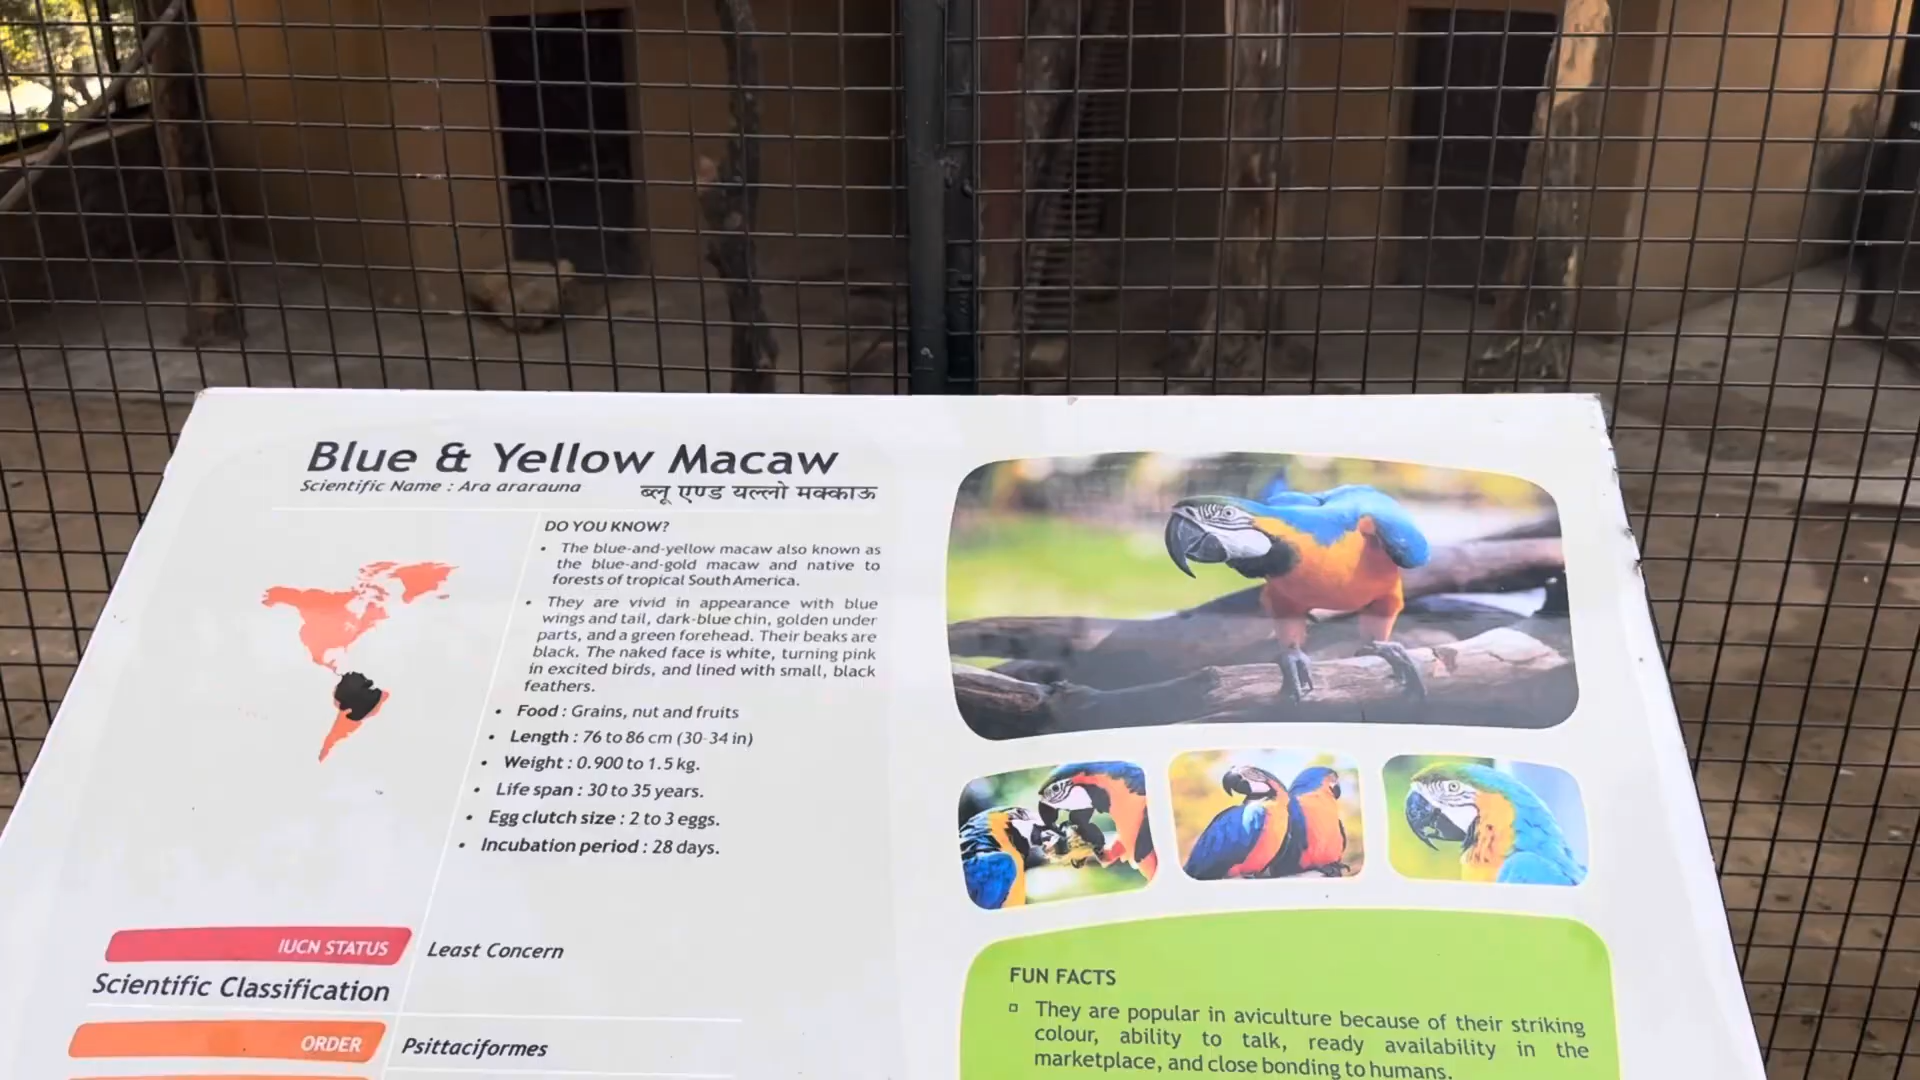 Blue & Yellow Macaw
Scientific Name : Ara ararauna
ब्लू एण्ड यल्लो मक्काऊ
DO YOU KNOW?
• The blue-and-yellow macaw also known as
the blue-and-gold macaw and native to
forests of tropical South America.
• They are vivid in appearance with blue
wings and tail, dark-blue chin, golden under
parts, and a green forehead. Their beaks are
black. The naked face is white, turning pink
in excited birds, and lined with small, black
feathers.
• Food : Grains, nut and fruits
• Length : 76 to 86 cm (30-34 in)
• Weight : 0.900 to 1.5 kg.
• Life span : 30 to 35 years.
• Egg clutch size : 2 to 3 eggs.
• Incubation period : 28 days.
IUCN STATUS Least Concern
Scientific Classification
ORDER Psittaciformes
FUN FACTS
▫ They are popular in aviculture because of their striking
colour, ability to talk, ready availability in the
marketplace, and close bonding to humans.